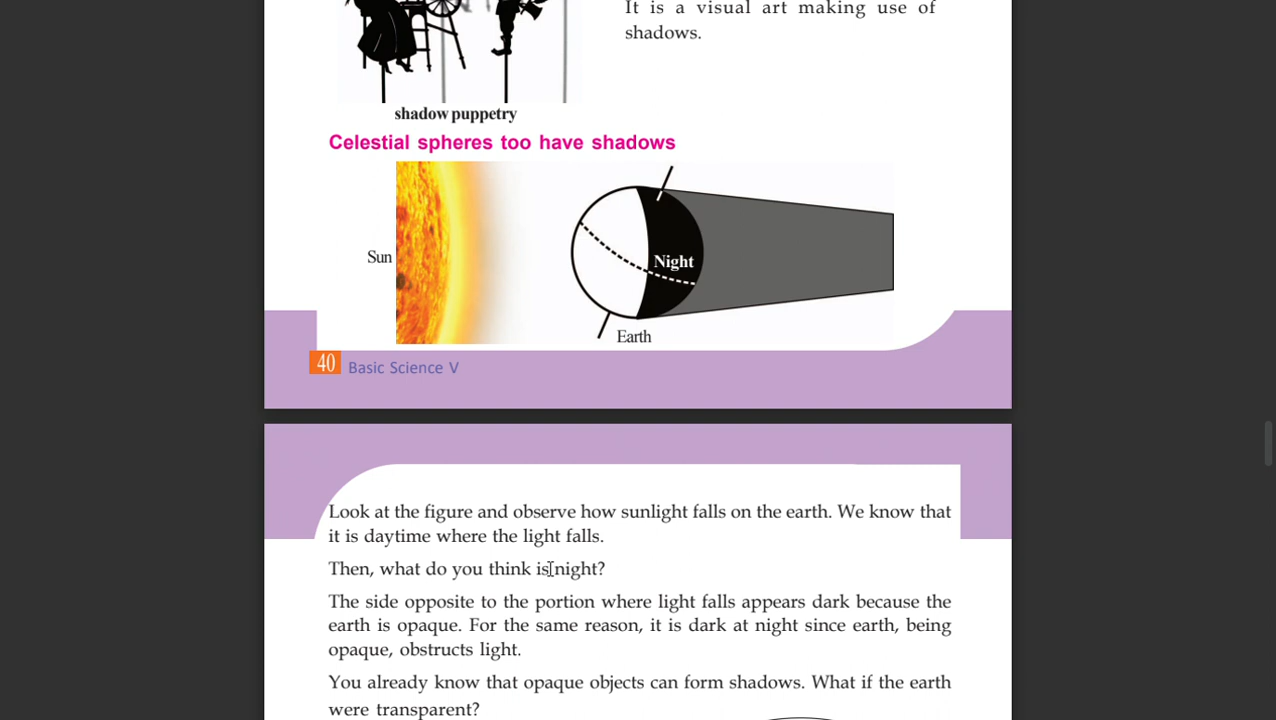 It is a visual art making use of
shadows.
shadow puppetry
Celestial spheres too have shadows
Sun
Night
Earth
40 Basic Science V
Look at the figure and observe how sunlight falls on the earth. We know that
it is daytime where the light falls.
Then, what do you think is night?
The side opposite to the portion where light falls appears dark because the
earth is opaque. For the same reason, it is dark at night since earth, being
opaque, obstructs light.
You already know that opaque objects can form shadows. What if the earth
were transparent?